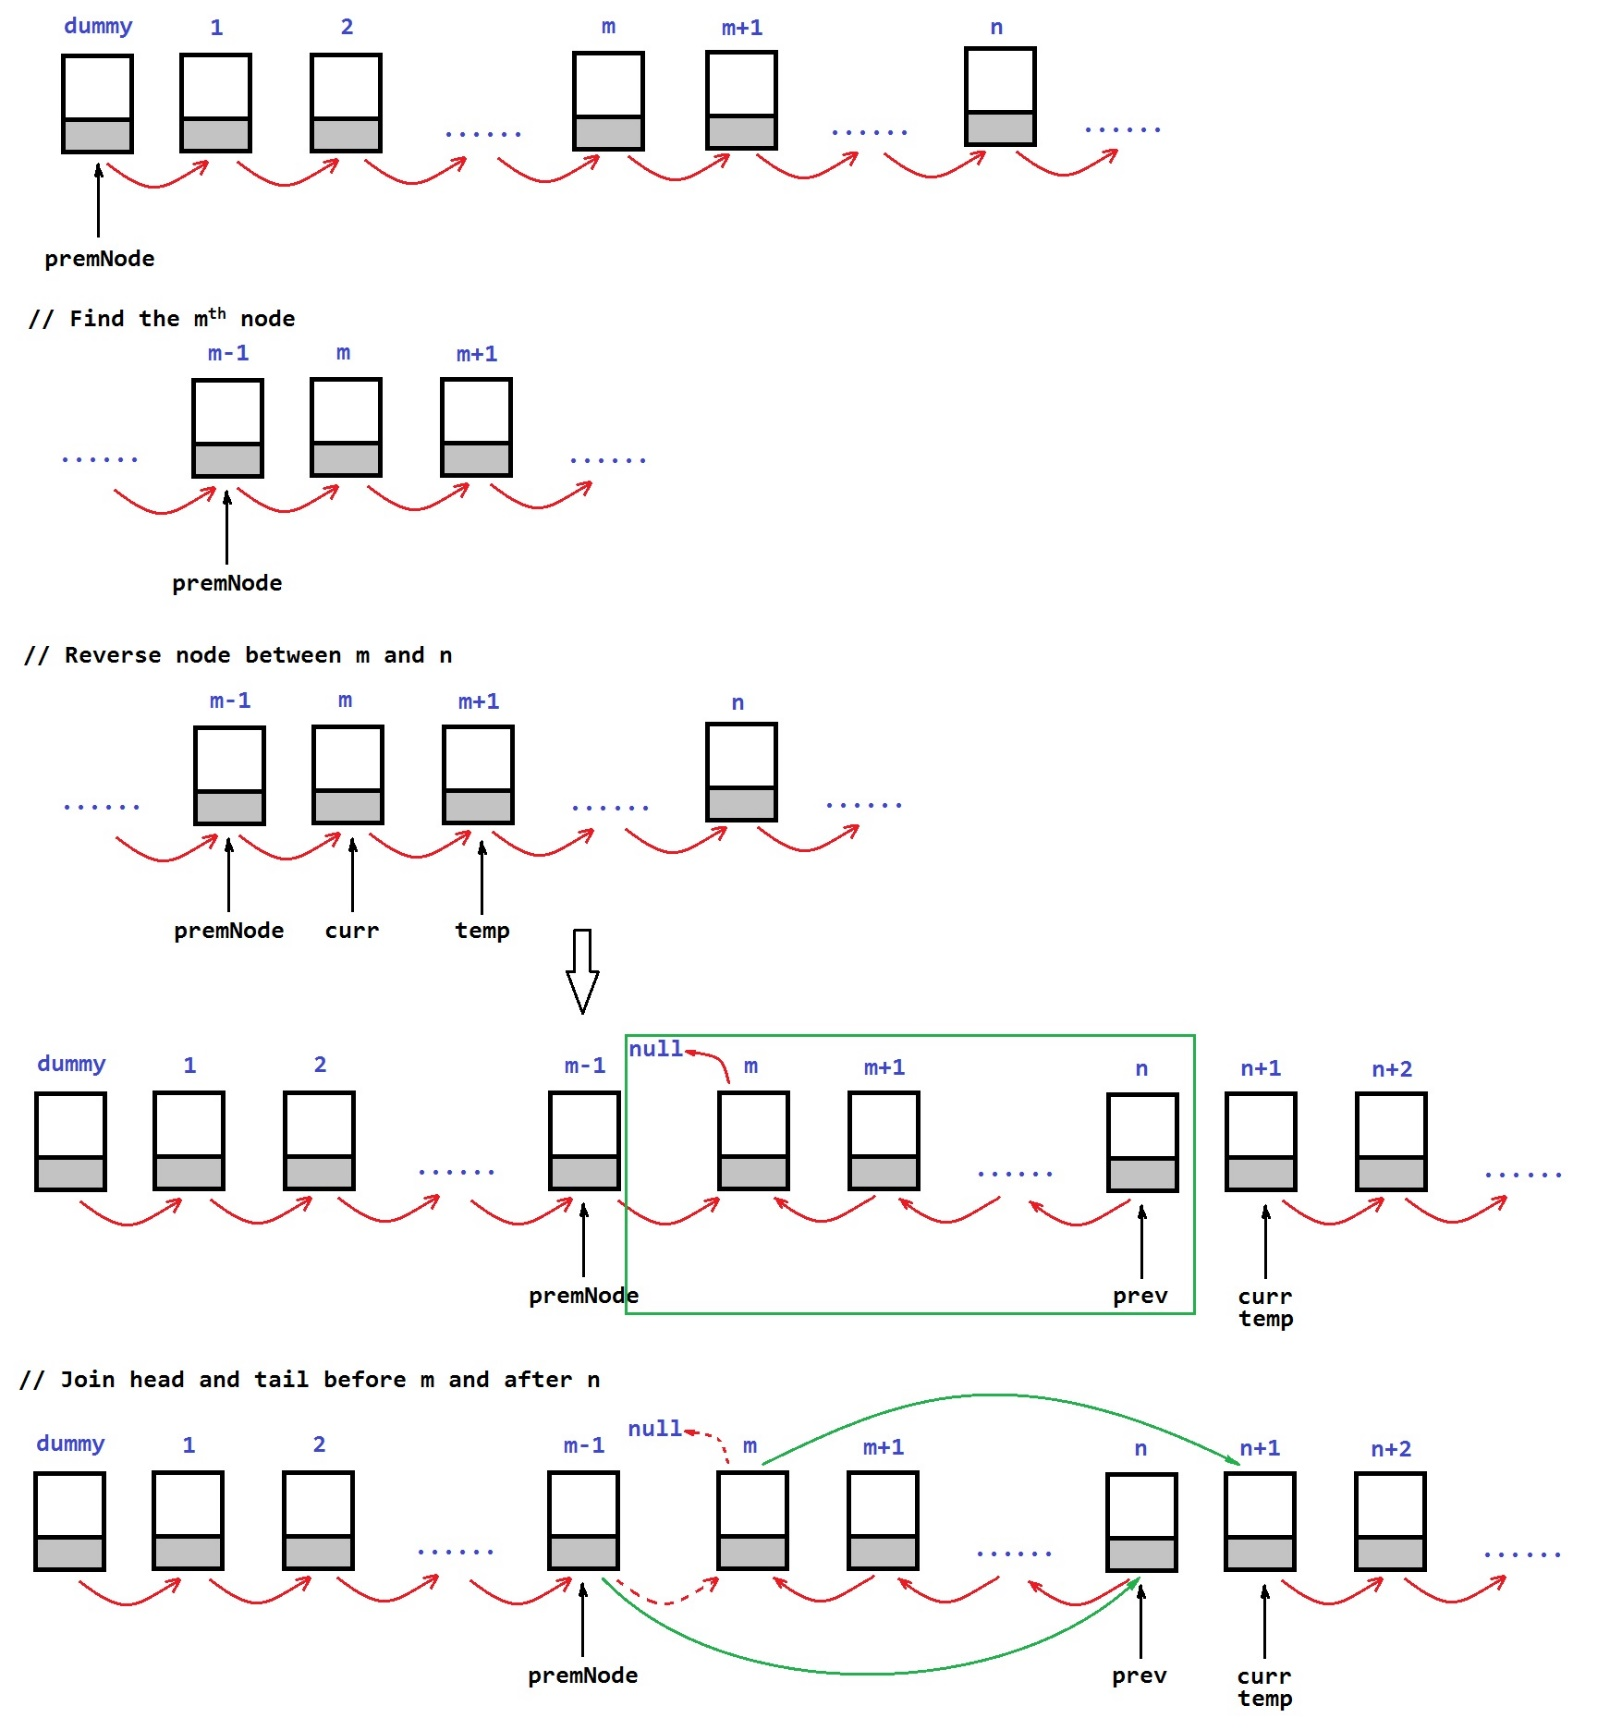 dummy 1 2 m m+1 n
...... ...... ......
premNode
// Find the mth node
m-1 m m+1
...... ......
premNode
// Reverse node between m and n
m-1 m m+1 n
...... ...... ......
premNode curr temp
null
dummy 1 2 m-1 m m+1 n n+1 n+2
...... ...... ......
premNode prev curr
temp
// Join head and tail before m and after n
null
dummy 1 2 m-1 m m+1 n n+1 n+2
...... ...... ......
premNode prev curr
temp